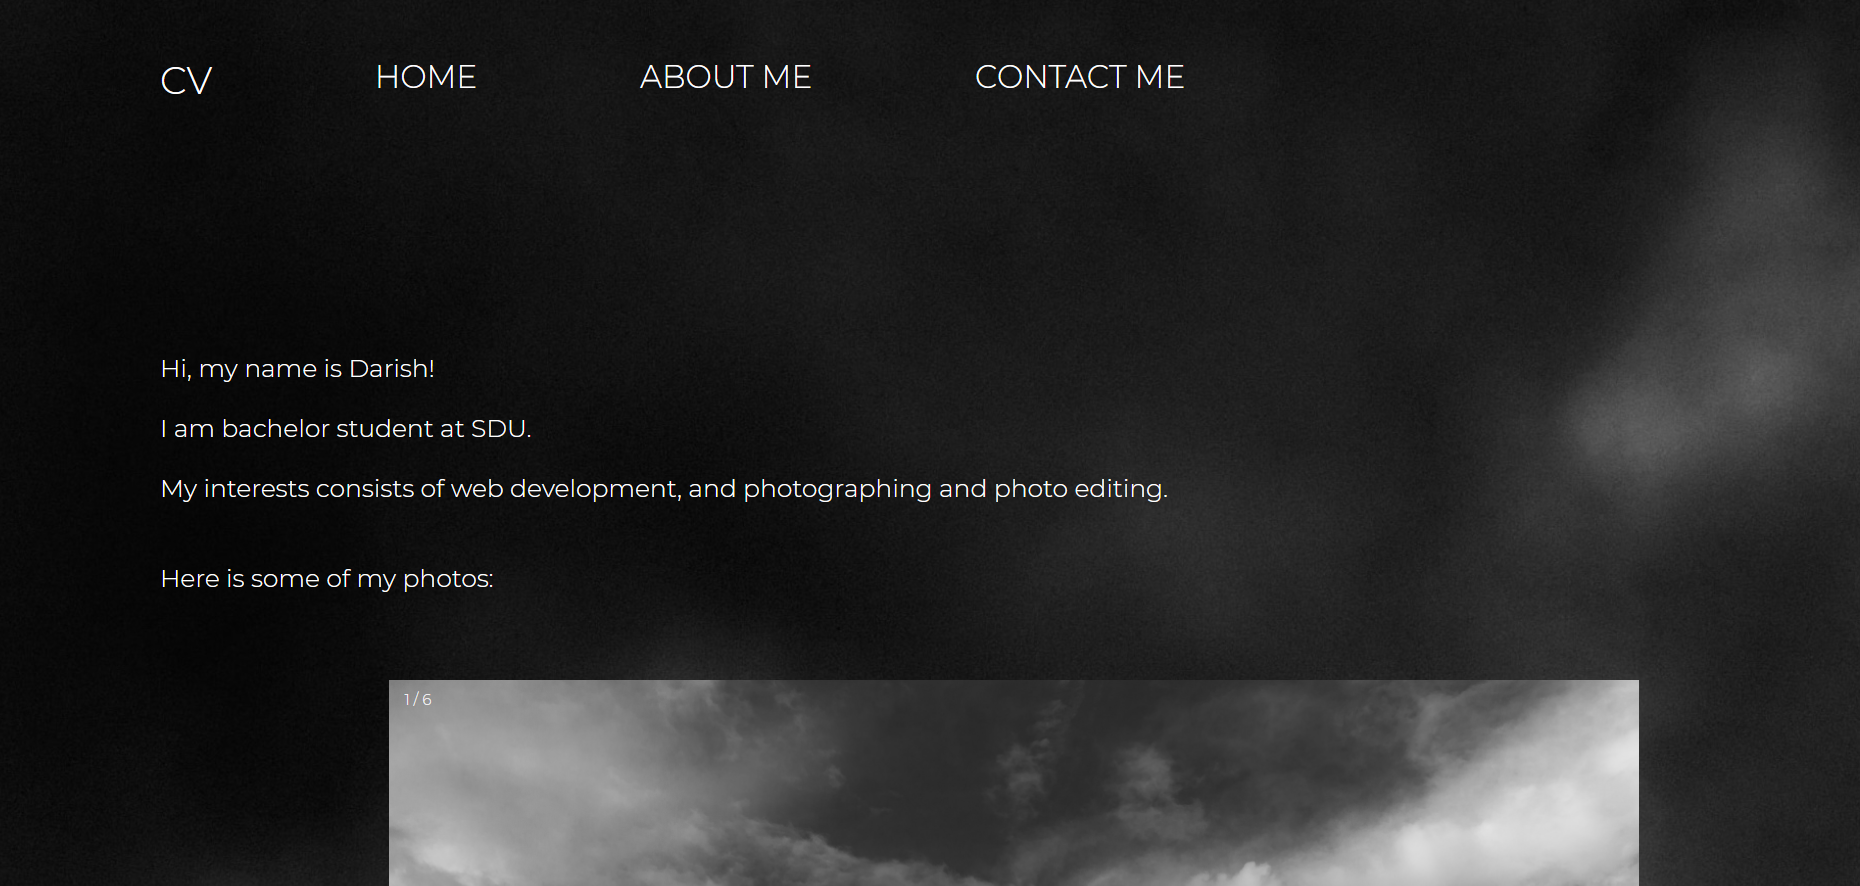 CV HOME ABOUT ME CONTACT ME
Hi, my name is Darish!
I am bachelor student at SDU.
My interests consists of web development, and photographing and photo editing.
Here is some of my photos:
1 / 6